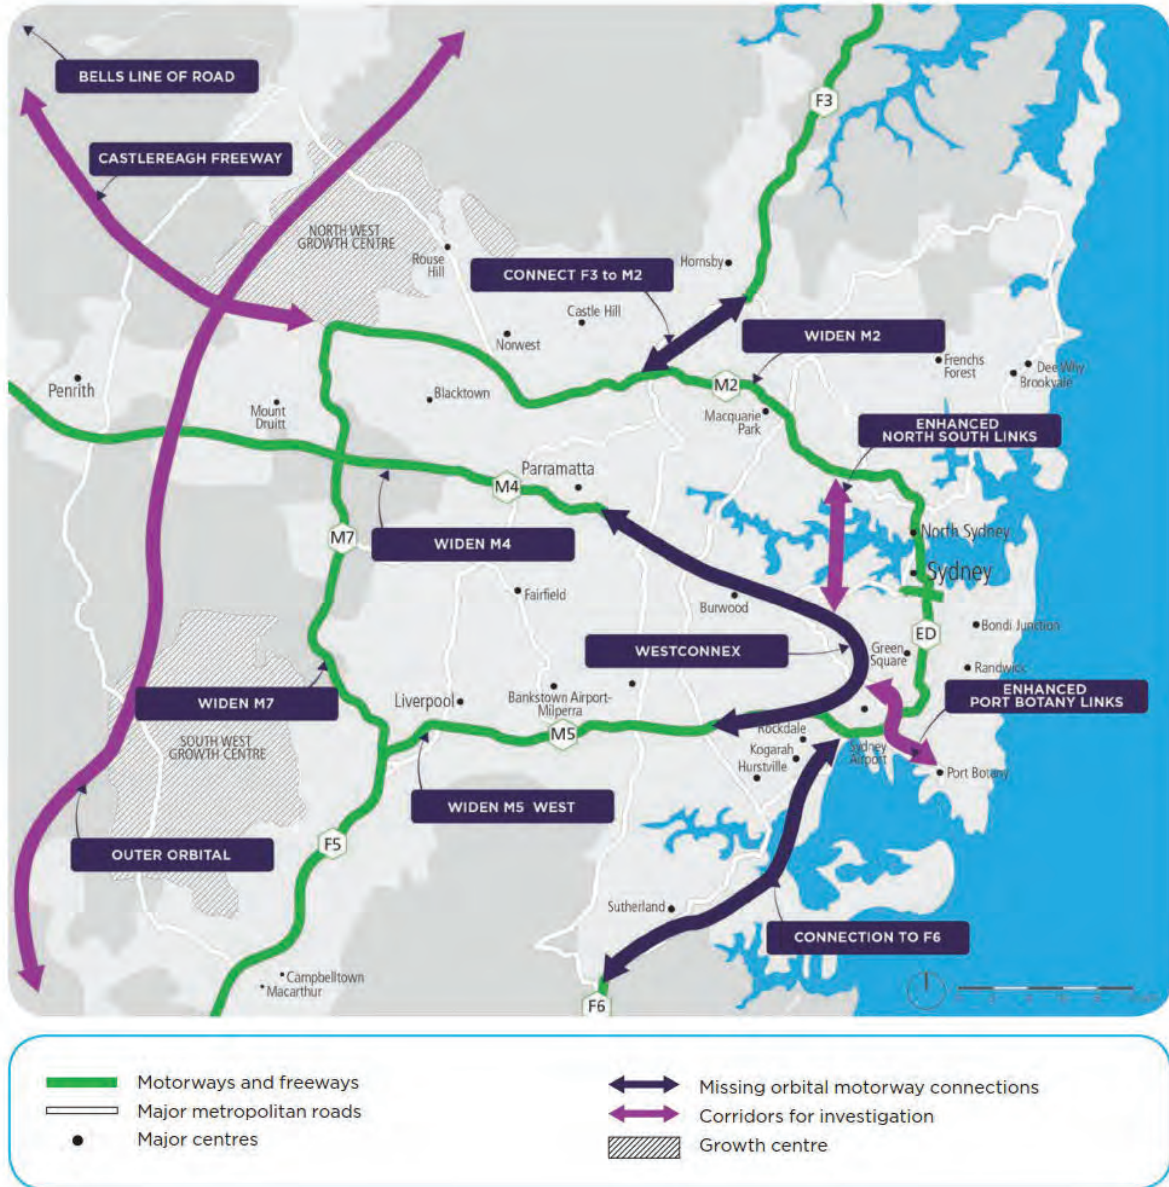 BELLS LINE OF ROAD
F3
CASTLEREAGH FREEWAY
NORTH WEST
GROWTH CENTRE
Rouse
Hill
Hornsby
CONNECT F3 to M2
Castle Hill
WIDEN M2
Norwest
Frenchs
Forest
Dee Why
Brookvale
Penrith
Mount
Druitt
Blacktown
M2
Macquarie
Park
ENHANCED
NORTH SOUTH LINKS
Parramatta
M4
M7
WIDEN M4
North Sydney
Sydney
Fairfield
Burwood
Bondi Junction
ED
WESTCONNEX
Green
Square
Randwick
WIDEN M7
Liverpool
Bankstown Airport-
Milperra
ENHANCED
PORT BOTANY LINKS
SOUTH WEST
GROWTH CENTRE
M5
Rockdale
Kogarah
Hurstville
Sydney
Airport
Port Botany
WIDEN M5 WEST
OUTER ORBITAL
F5
Sutherland
CONNECTION TO F6
Campbelltown
Macarthur
F6
Motorways and freeways
Major metropolitan roads
Major centres
Missing orbital motorway connections
Corridors for investigation
Growth centre